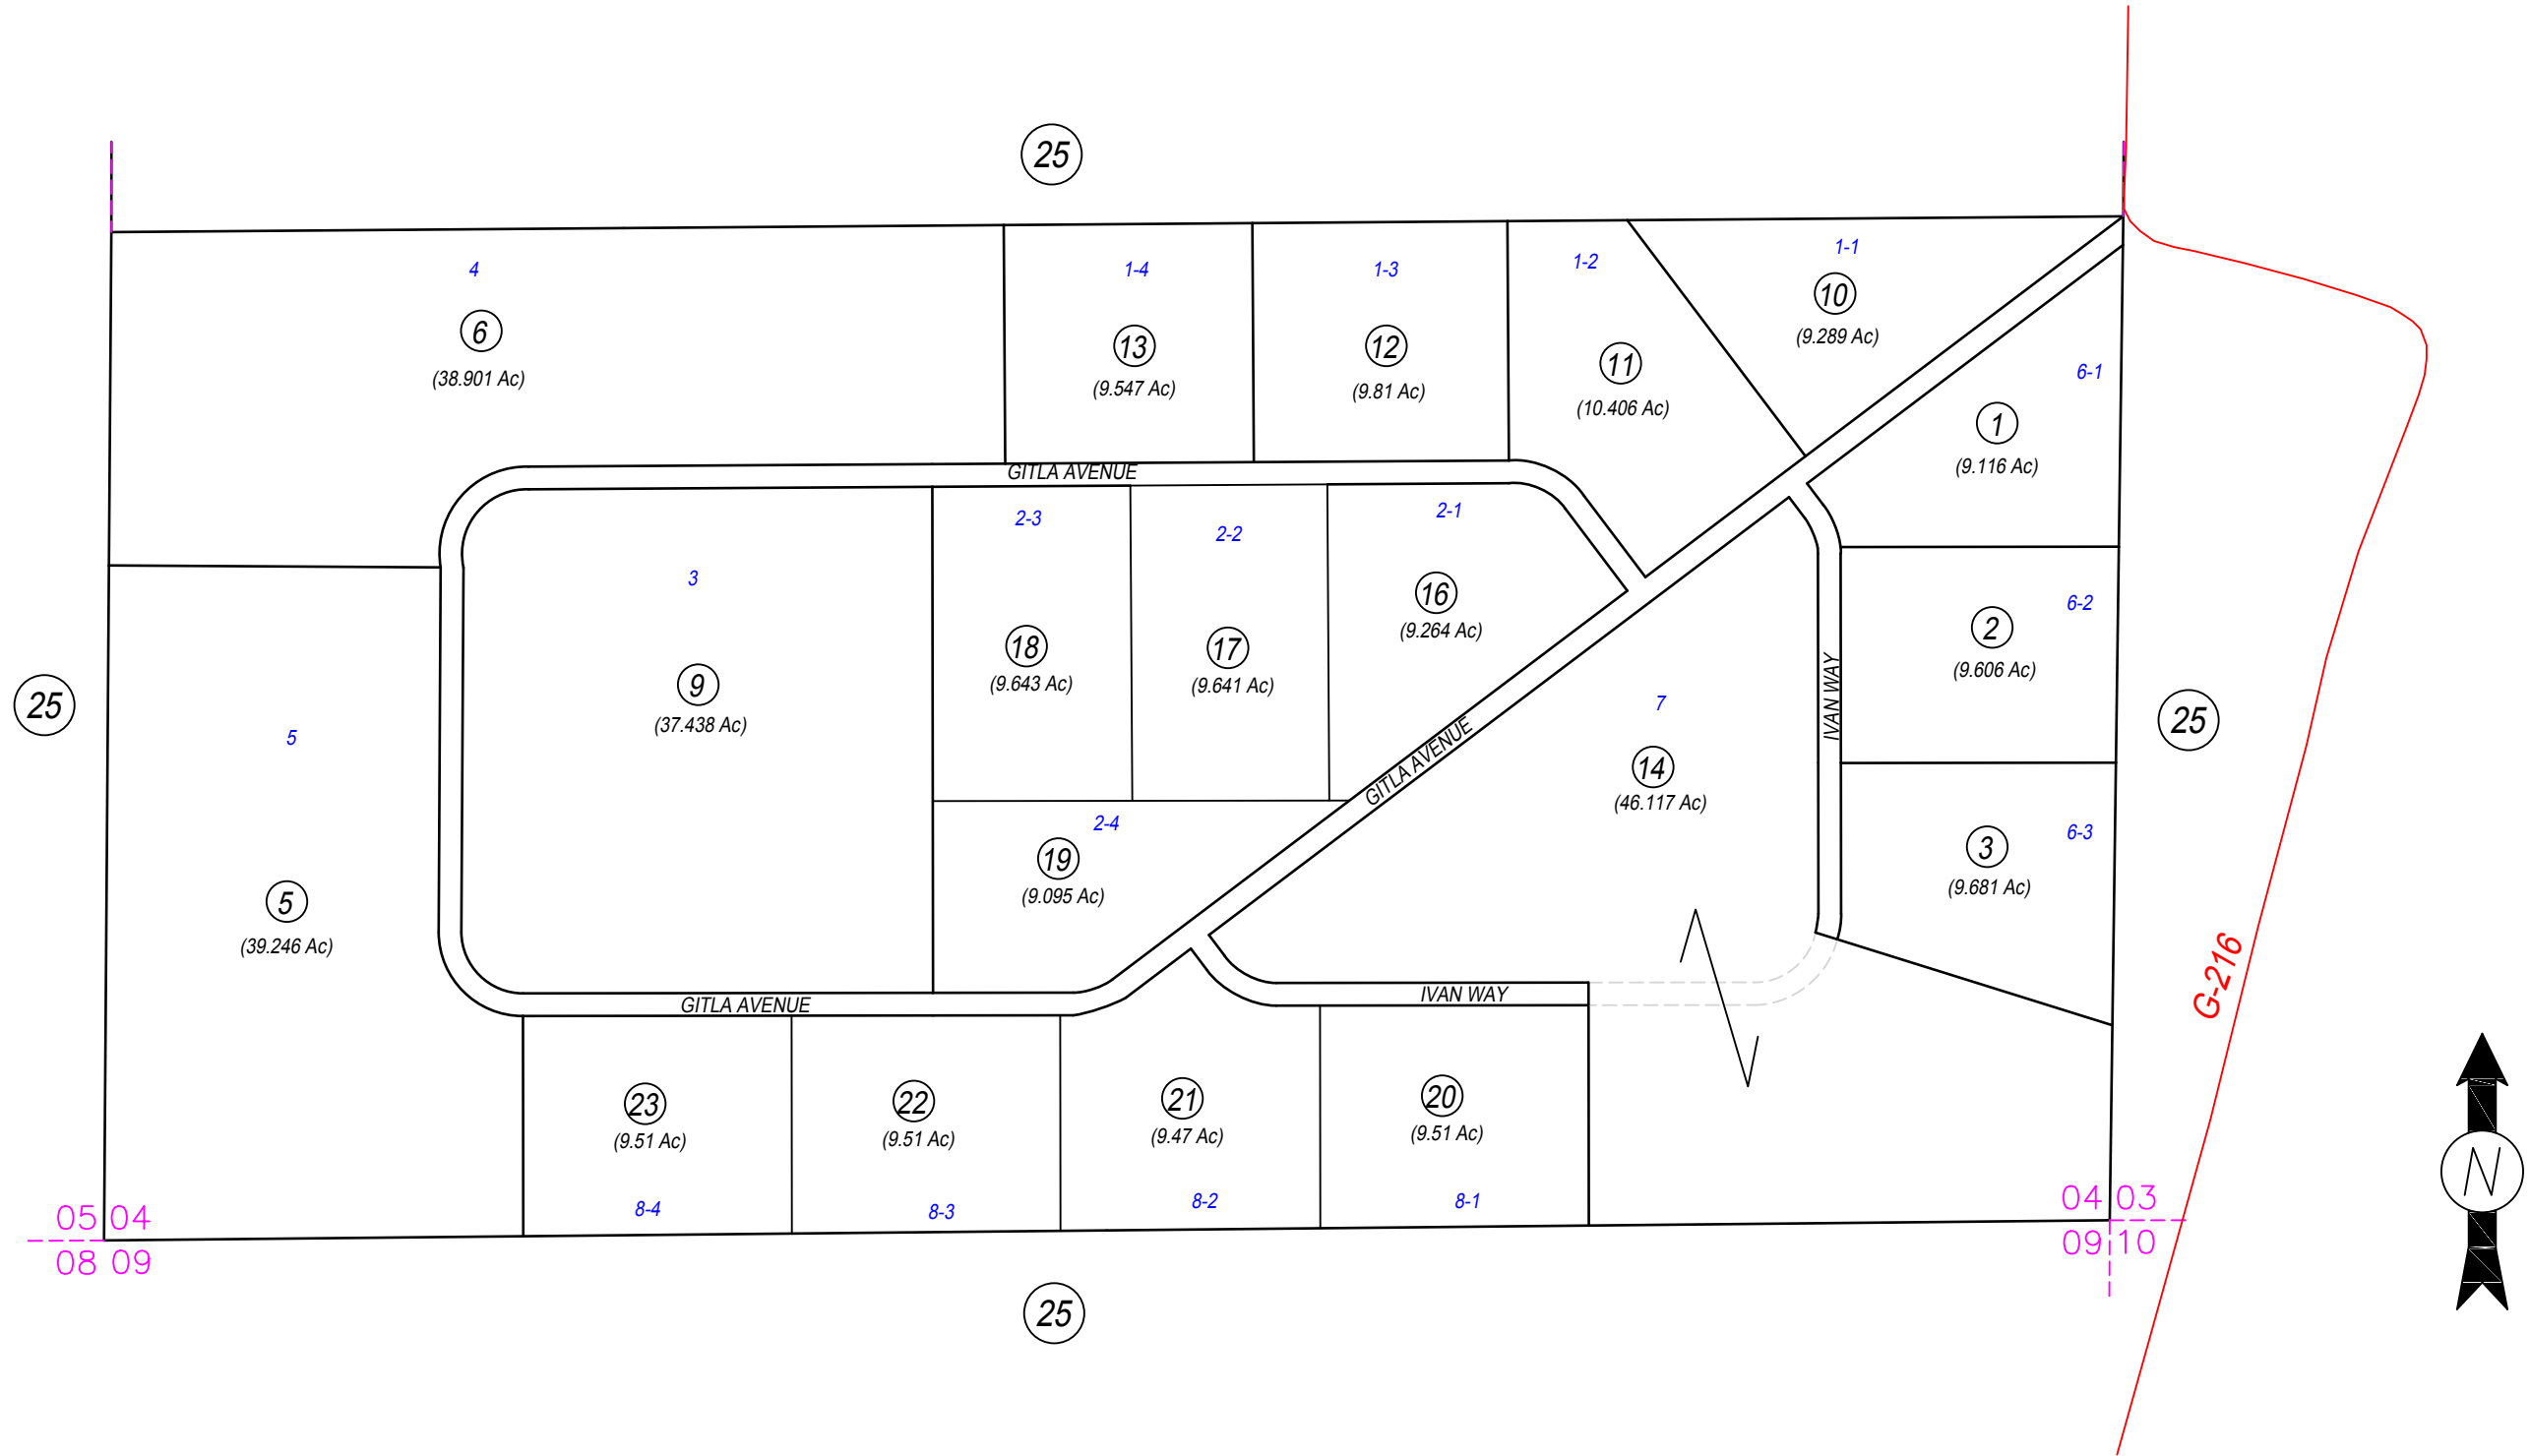 25
4
6
(38.901 Ac)
1-4
13
(9.547 Ac)
1-3
12
(9.81 Ac)
1-2
11
(10.406 Ac)
1-1
10
(9.289 Ac)
6-1
1
(9.116 Ac)
GITLA AVENUE
3
9
(37.438 Ac)
2-3
18
(9.643 Ac)
2-2
17
(9.641 Ac)
2-1
16
(9.264 Ac)
6-2
2
(9.606 Ac)
IVAN WAY
7
14
(46.117 Ac)
GITLA AVENUE
25
25
5
5
(39.246 Ac)
2-4
19
(9.095 Ac)
6-3
3
(9.681 Ac)
G-216
GITLA AVENUE
IVAN WAY
23
(9.51 Ac)
8-4
22
(9.51 Ac)
8-3
21
(9.47 Ac)
8-2
20
(9.51 Ac)
8-1
05 04
08 09
04 03
09 10
N
25